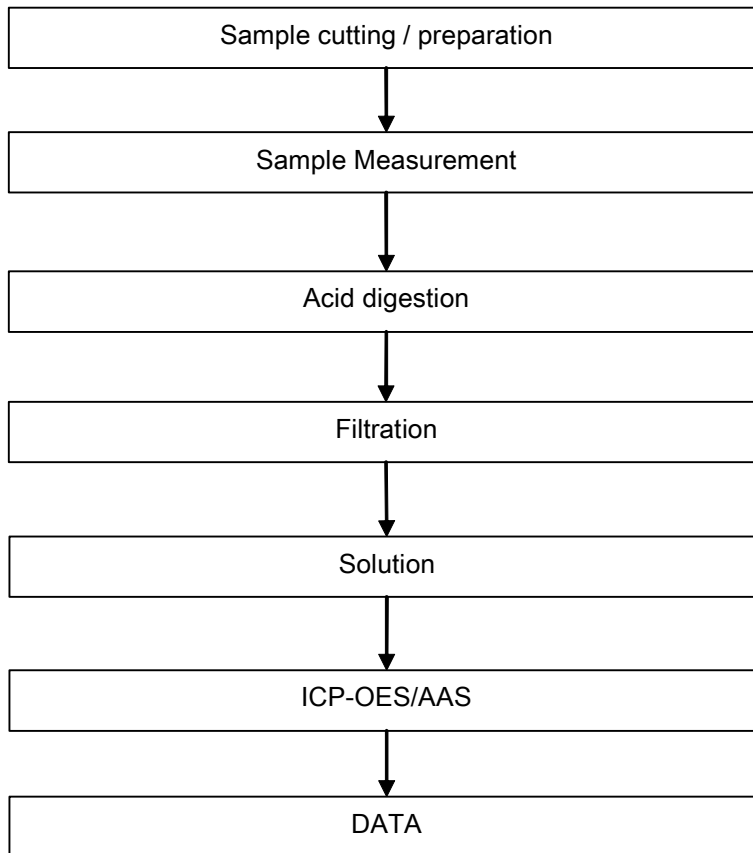 Sample cutting / preparation
Sample Measurement
Acid digestion
Filtration
Solution
ICP-OES/AAS
DATA